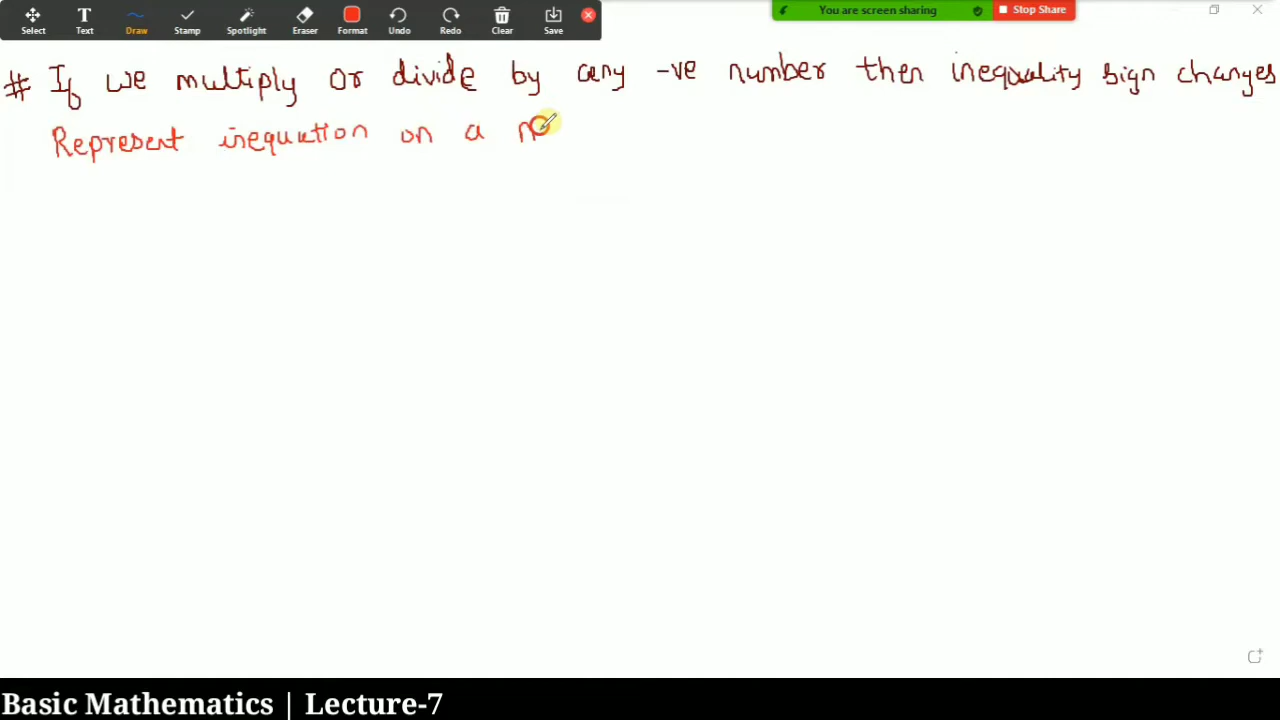 Select Text Draw Stamp Spotlight Eraser Format Undo Redo Clear Save
You are screen sharing Stop Share
# If we multiply or divide by any -ve number then inequality sign changes
Represent inequation on a n
Basic Mathematics | Lecture-7